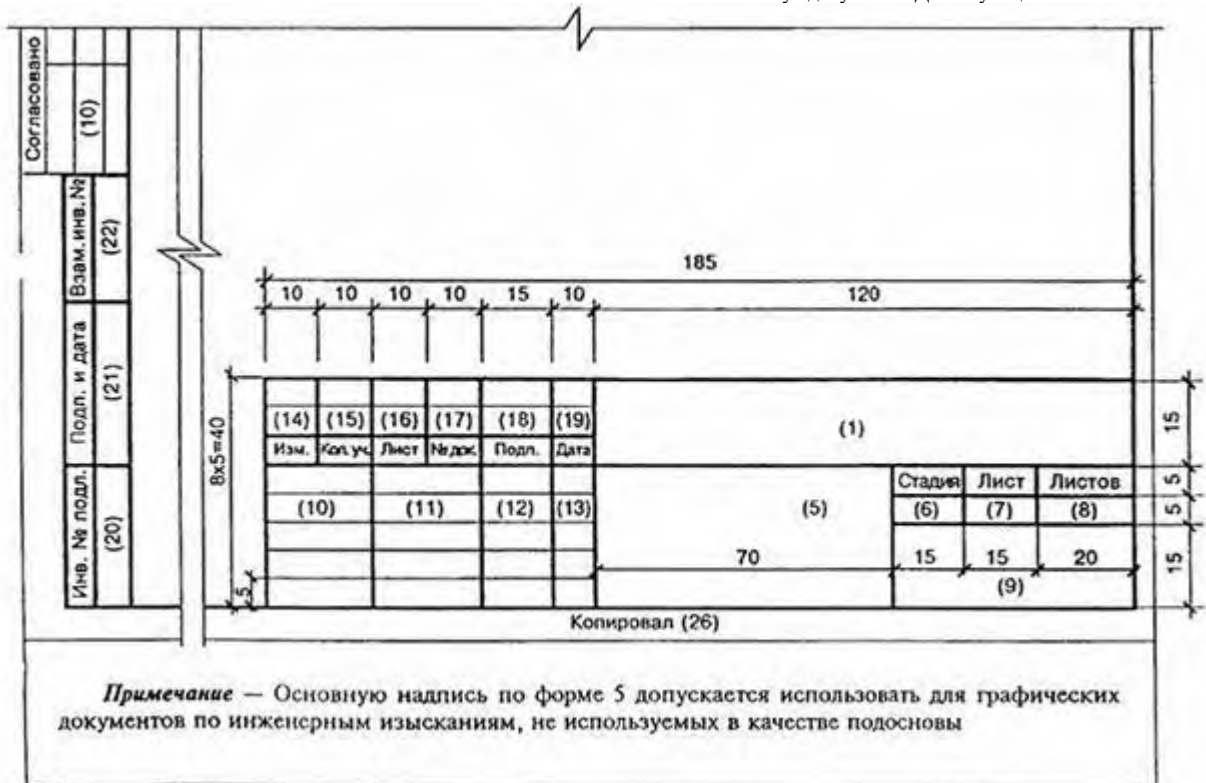 Согласовано
(10)
Взам. инв. №
(22)
Подп. и дата
(21)
Инв. № подл.
(20)
185
10 10 10 10 15 10 120
8x5=40
5
(14) (15) (16) (17) (18) (19)
Изм. Кол.уч. Лист №док. Подп. Дата
(1)
15
Стадия Лист Листов
5
(10) (11) (12) (13) (5) (6) (7) (8)
5
70 15 15 20
15
(9)
Копировал (26)
Примечание — Основную надпись по форме 5 допускается использовать для графических
документов по инженерным изысканиям, не используемых в качестве подосновы